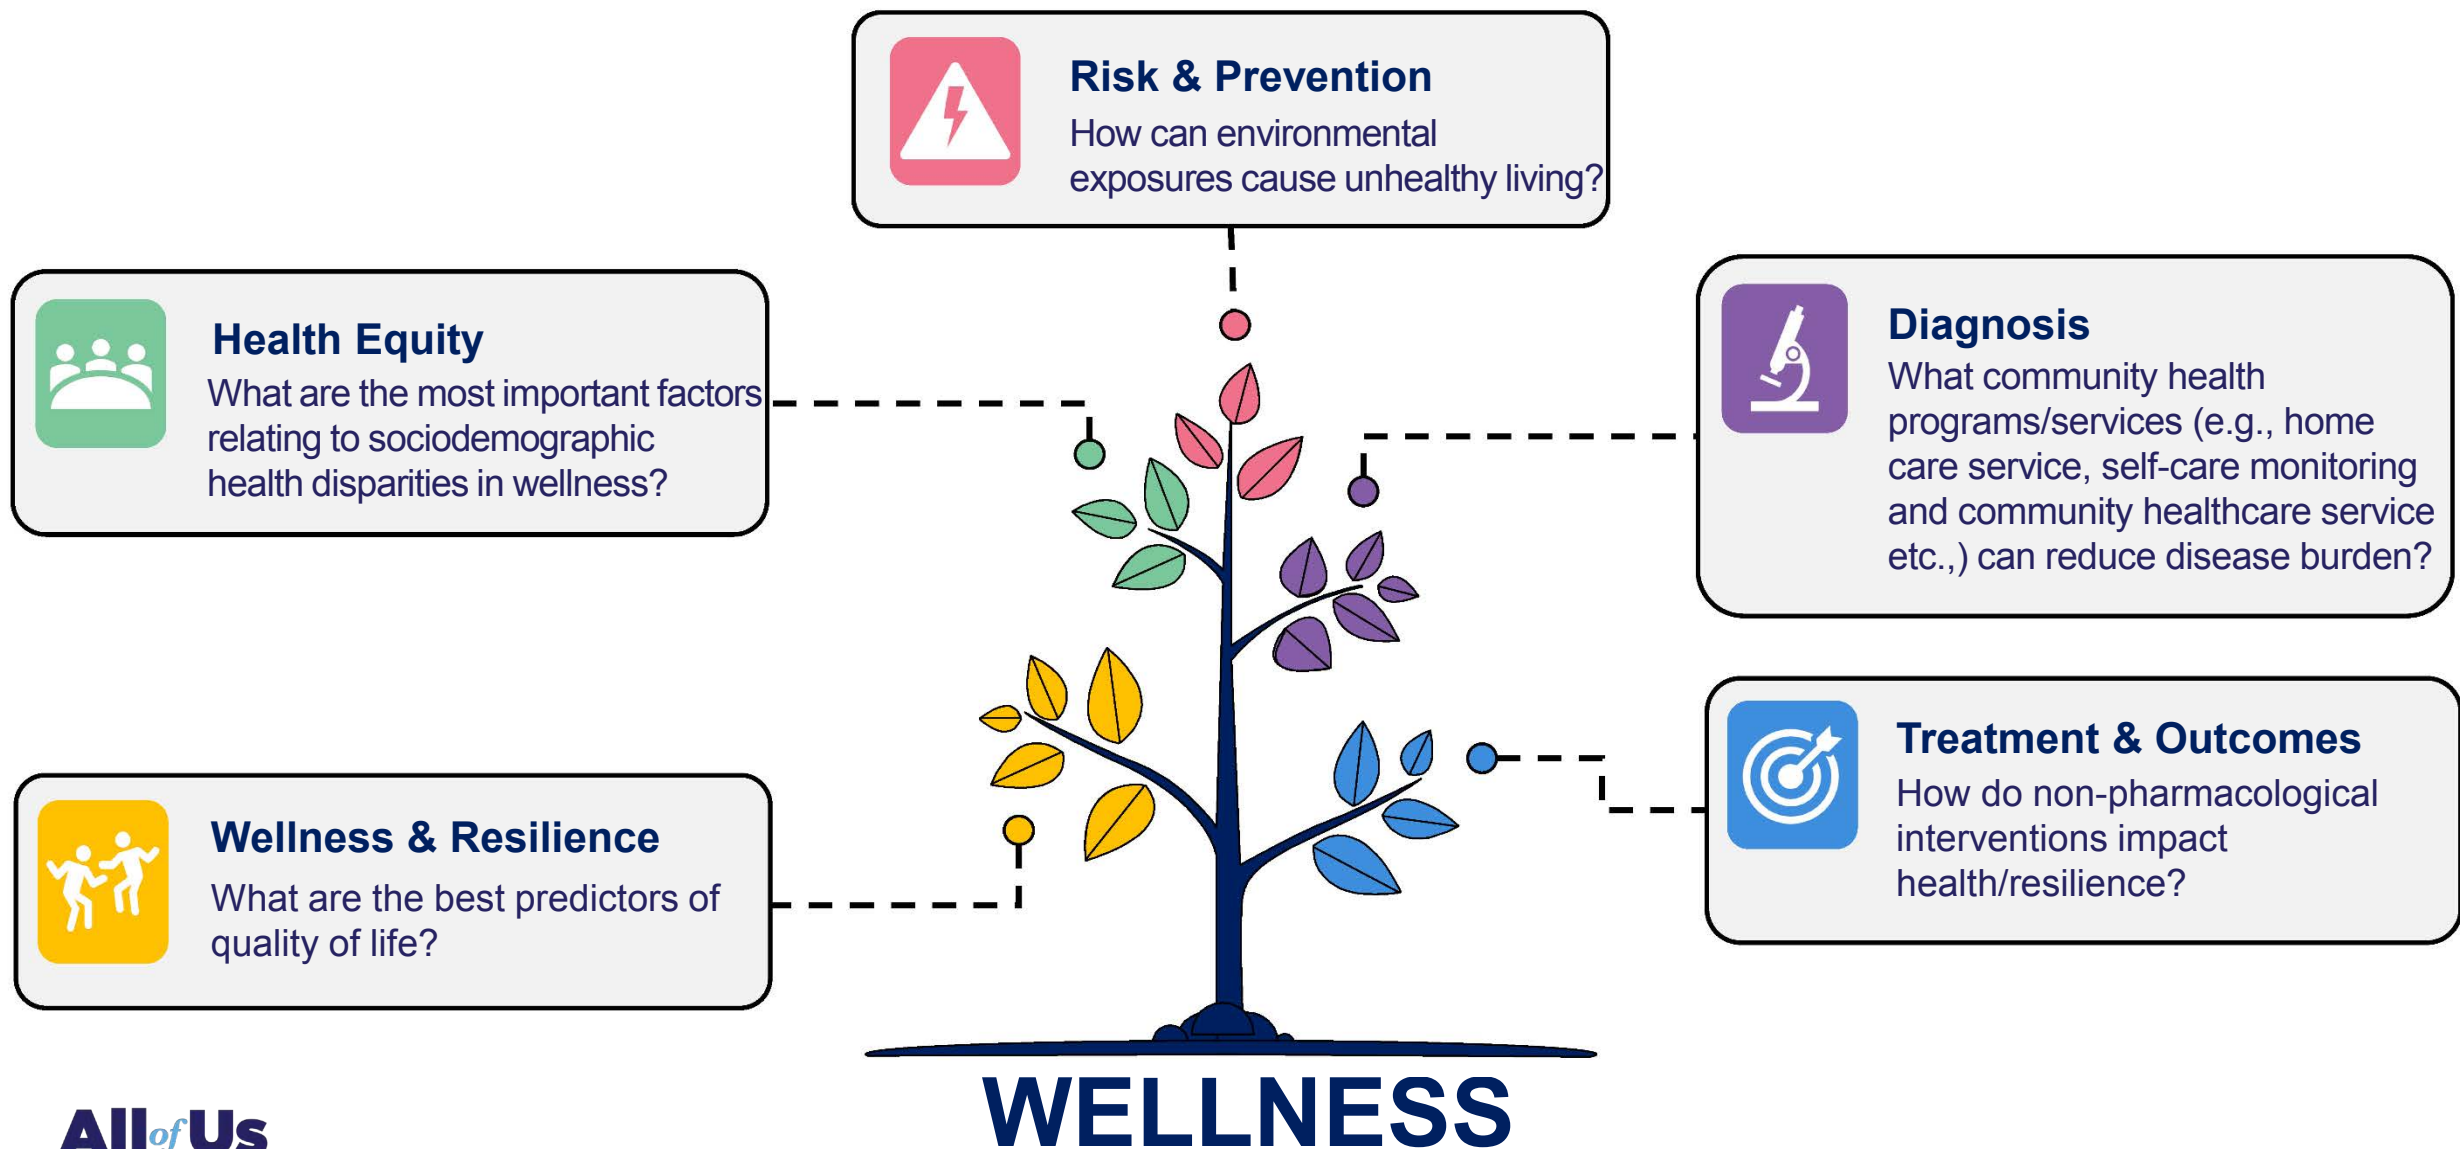 Risk & Prevention
How can environmental
exposures cause unhealthy living?
Health Equity
What are the most important factors
relating to sociodemographic
health disparities in wellness?
Diagnosis
What community health
programs/services (e.g., home
care service, self-care monitoring
and community healthcare service
etc.,) can reduce disease burden?
Wellness & Resilience
What are the best predictors of
quality of life?
Treatment & Outcomes
How do non-pharmacological
interventions impact
health/resilience?
WELLNESS
All of Us